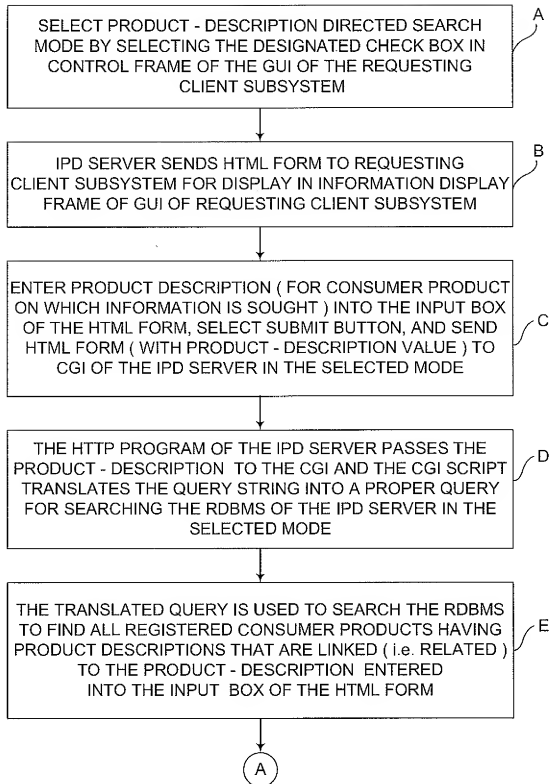 SELECT PRODUCT - DESCRIPTION DIRECTED SEARCH
MODE BY SELECTING THE DESIGNATED CHECK BOX IN
CONTROL FRAME OF THE GUI OF THE REQUESTING
CLIENT SUBSYSTEM
A
IPD SERVER SENDS HTML FORM TO REQUESTING
CLIENT SUBSYSTEM FOR DISPLAY IN INFORMATION DISPLAY
FRAME OF GUI OF REQUESTING CLIENT SUBSYSTEM
B
ENTER PRODUCT DESCRIPTION ( FOR CONSUMER PRODUCT
ON WHICH INFORMATION IS SOUGHT ) INTO THE INPUT BOX
OF THE HTML FORM, SELECT SUBMIT BUTTON, AND SEND
HTML FORM ( WITH PRODUCT - DESCRIPTION VALUE ) TO
CGI OF THE IPD SERVER IN THE SELECTED MODE
C
THE HTTP PROGRAM OF THE IPD SERVER PASSES THE
PRODUCT - DESCRIPTION TO THE CGI AND THE CGI SCRIPT
TRANSLATES THE QUERY STRING INTO A PROPER QUERY
FOR SEARCHING THE RDBMS OF THE IPD SERVER IN THE
SELECTED MODE
D
THE TRANSLATED QUERY IS USED TO SEARCH THE RDBMS
TO FIND ALL REGISTERED CONSUMER PRODUCTS HAVING
PRODUCT DESCRIPTIONS THAT ARE LINKED ( i.e. RELATED )
TO THE PRODUCT - DESCRIPTION ENTERED
INTO THE INPUT BOX OF THE HTML FORM
E
A